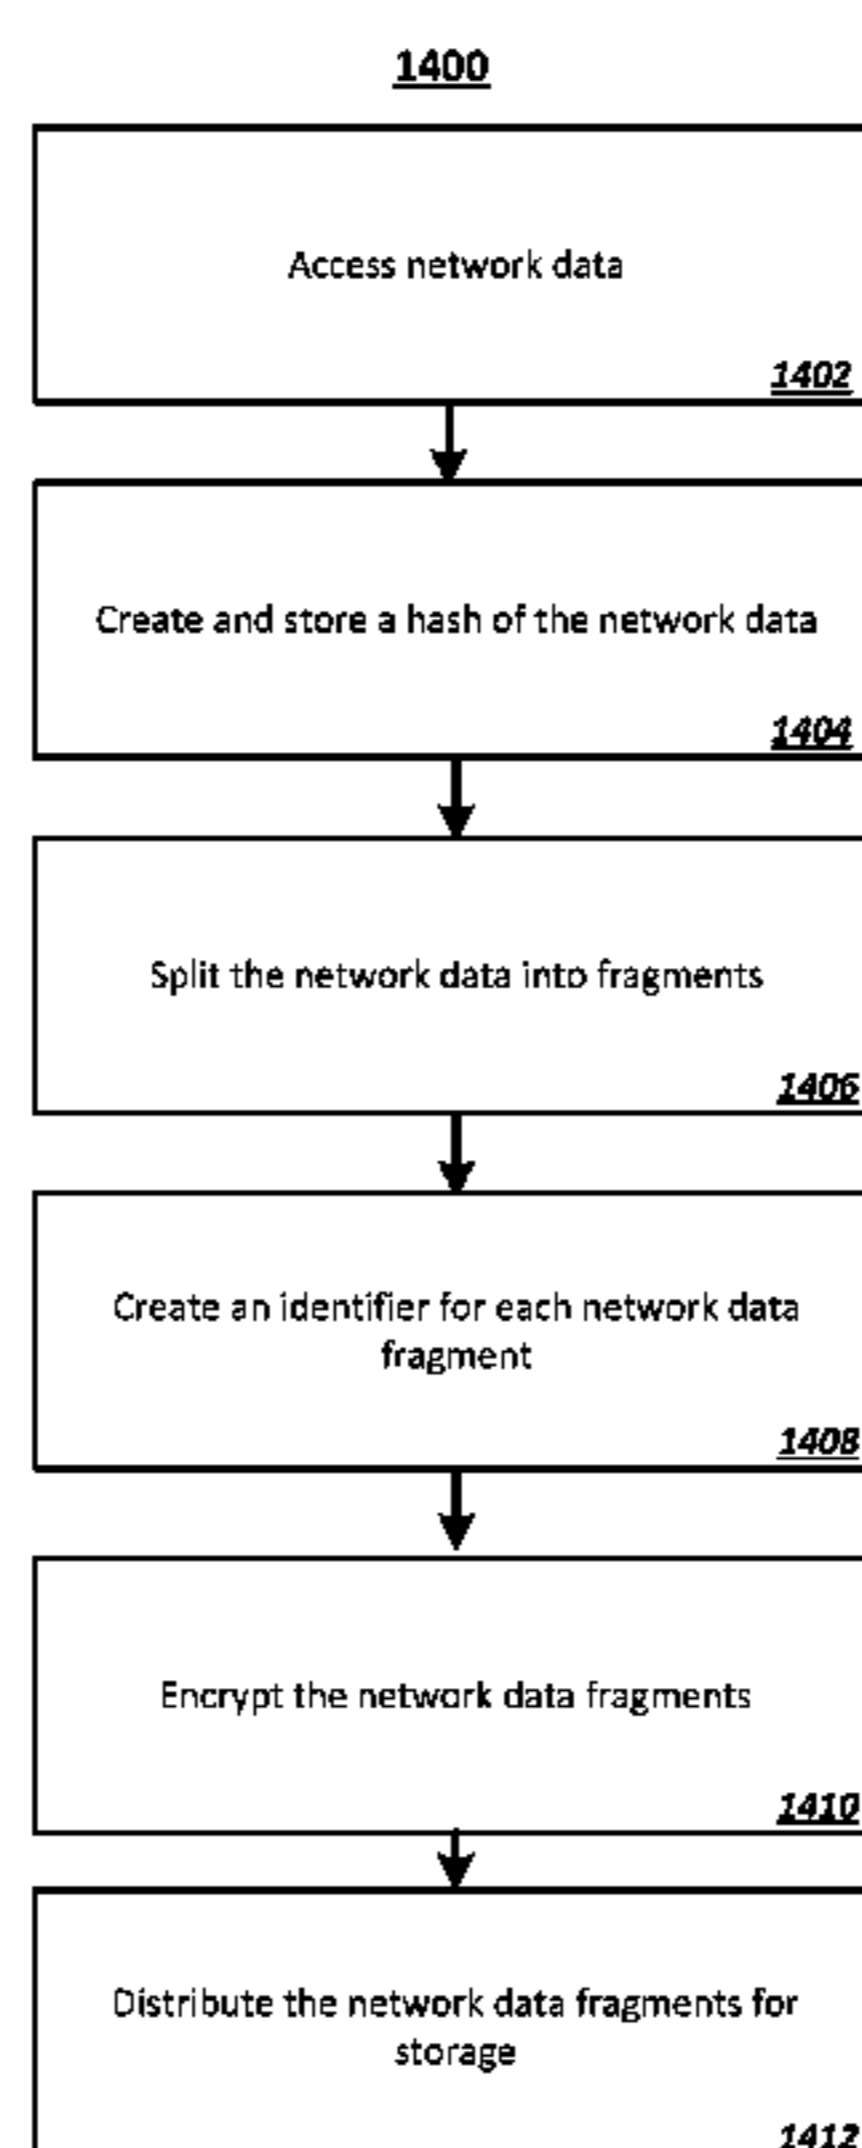 1400
Access network data
1402
Create and store a hash of the network data
1404
Split the network data into fragments
1406
Create an identifier for each network data
fragment
1408
Encrypt the network data fragments
1410
Distribute the network data fragments for
storage
1412